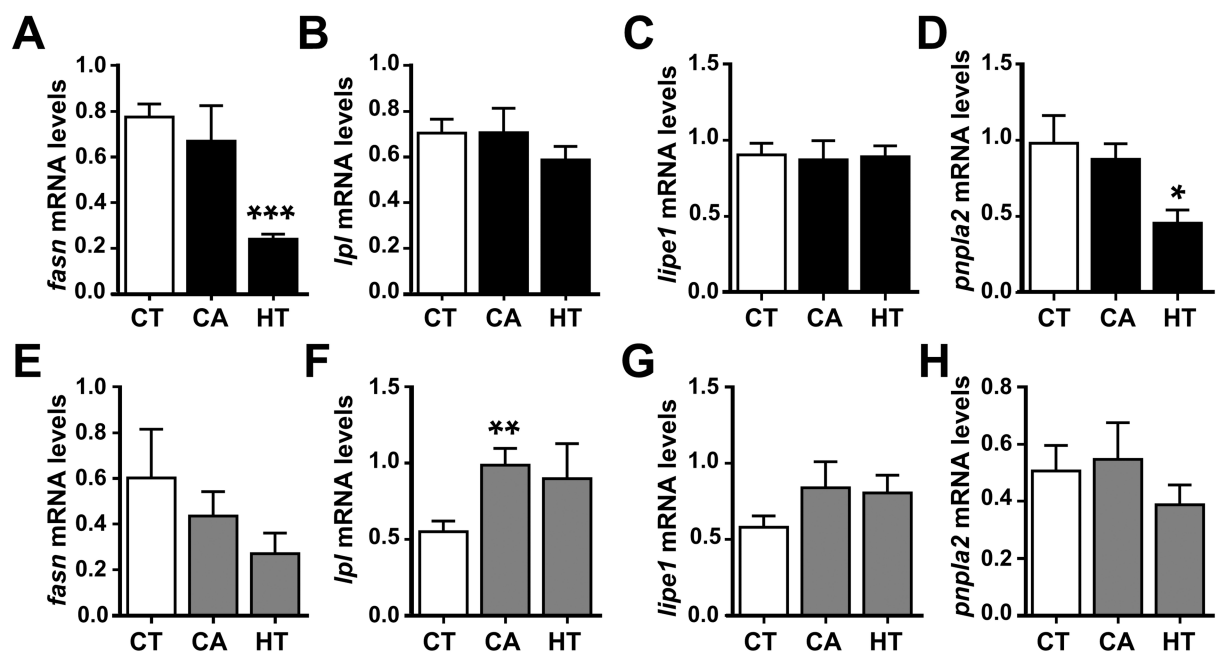 A
fasn mRNA levels
1.0
0.8
0.6
0.4
0.2
0.0
***
CT CA HT
B
lpl mRNA levels
1.0
0.8
0.6
0.4
0.2
0.0
CT CA HT
C
lipe1 mRNA levels
1.5
1.0
0.5
0.0
CT CA HT
D
pnpla2 mRNA levels
1.5
1.0
0.5
0.0
*
CT CA HT
E
fasn mRNA levels
1.0
0.8
0.6
0.4
0.2
0.0
CT CA HT
F
lpl mRNA levels
1.5
1.0
0.5
0.0
**
CT CA HT
G
lipe1 mRNA levels
1.5
1.0
0.5
0.0
CT CA HT
H
pnpla2 mRNA levels
0.8
0.6
0.4
0.2
0.0
CT CA HT